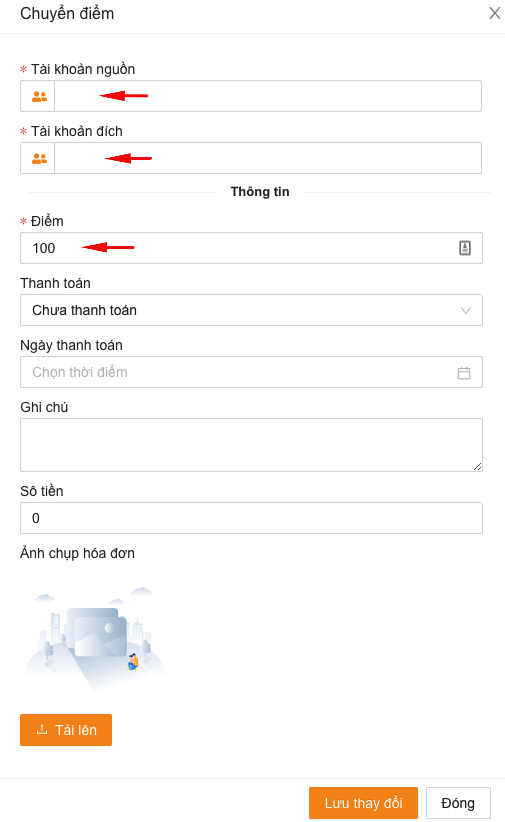 Chuyển điểm
* Tài khoản nguồn
* Tài khoản đích
Thông tin
* Điểm
100
Thanh toán
Chưa thanh toán
Ngày thanh toán
Chọn thời điểm
Ghi chú
Sô tiền
0
Ảnh chụp hóa đơn
Tải lên
Lưu thay đổi
Đóng